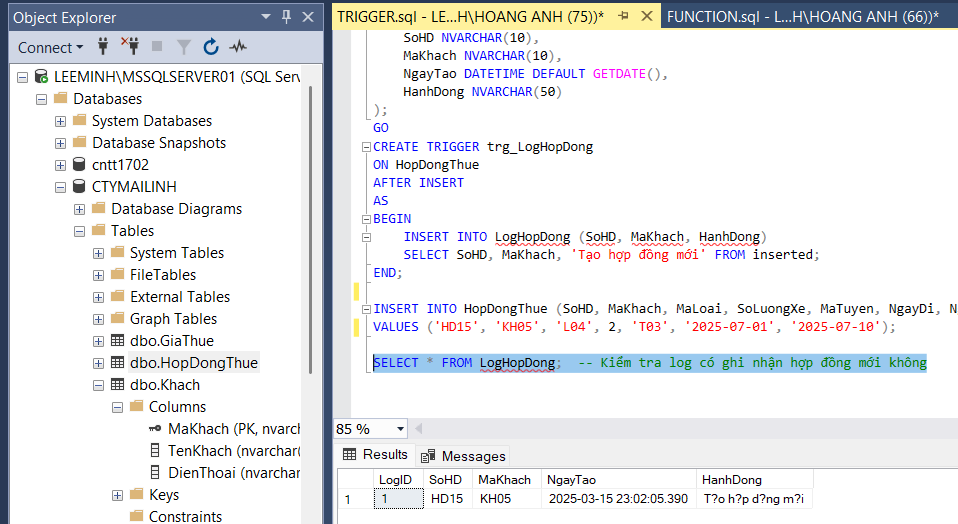 Object Explorer
Connect
LEEMINH\MSSQLSERVER01 (SQL Serv
Databases
System Databases
Database Snapshots
cntt1702
CTYMAILINH
Database Diagrams
Tables
System Tables
FileTables
External Tables
Graph Tables
dbo.GiaThue
dbo.HopDongThue
dbo.Khach
Columns
MaKhach (PK, nvarch
TenKhach (nvarchar(
DienThoai (nvarchar
Keys
Constraints
TRIGGER.sql - LE...H\HOANG ANH (75))*
FUNCTION.sql - L...H\HOANG ANH (66))*
SoHD NVARCHAR(10),
MaKhach NVARCHAR(10),
NgayTao DATETIME DEFAULT GETDATE(),
HanhDong NVARCHAR(50)
);
GO
CREATE TRIGGER trg_LogHopDong
ON HopDongThue
AFTER INSERT
AS
BEGIN
INSERT INTO LogHopDong (SoHD, MaKhach, HanhDong)
SELECT SoHD, MaKhach, 'Tạo hợp đồng mới' FROM inserted;
END;
INSERT INTO HopDongThue (SoHD, MaKhach, MaLoai, SoLuongXe, MaTuyen, NgayDi, N
VALUES ('HD15', 'KH05', 'L04', 2, 'T03', '2025-07-01', '2025-07-10');
SELECT * FROM LogHopDong;  -- Kiểm tra log có ghi nhận hợp đồng mới không
85 %
Results
Messages
LogID SoHD MaKhach NgayTao HanhDong
1 1 HD15 KH05 2025-03-15 23:02:05.390 T?o h?p d?ng m?i